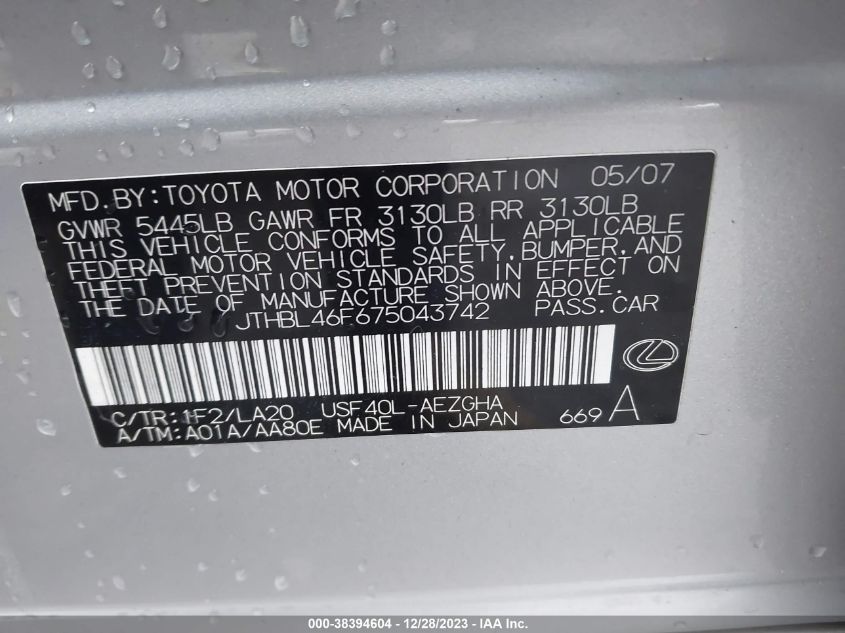 MFD. BY: TOYOTA MOTOR CORPORATION 05/07
GVWR 5445LB GAWR FR 3130LB RR 3130LB
THIS VEHICLE CONFORMS TO ALL APPLICABLE
FEDERAL MOTOR VEHICLE SAFETY, BUMPER, AND
THEFT PREVENTION STANDARDS IN EFFECT ON
THE DATE OF MANUFACTURE SHOWN ABOVE.
JTHBL46F675043742 PASS. CAR
C/TR: 1F2/LA20 USF40L-AEZGHA
A/TM: A01A/AA80E MADE IN JAPAN 669 A
000-38394604 - 12/28/2023 - IAA Inc.